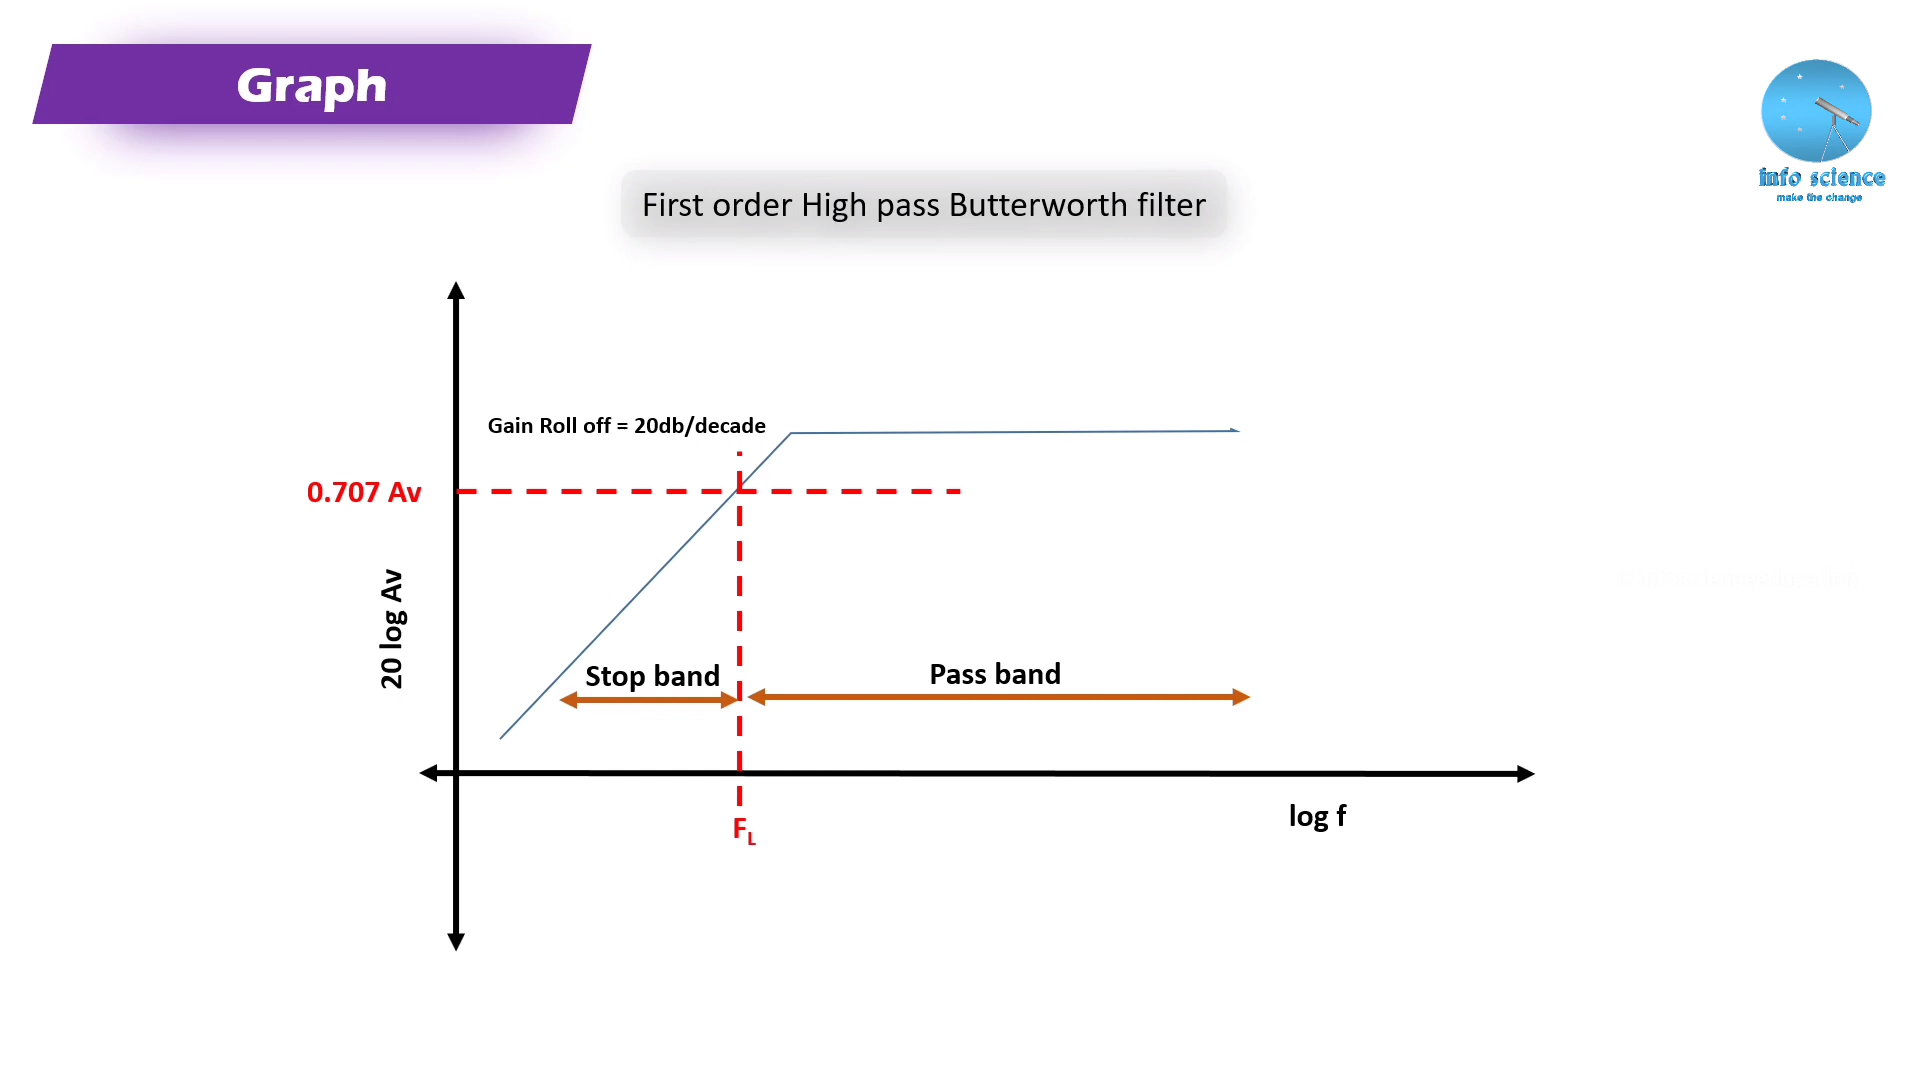 Graph
info science
make the change
First order High pass Butterworth filter
Gain Roll off = 20db/decade
0.707 Av
20 log Av
Stop band
Pass band
log f
FL